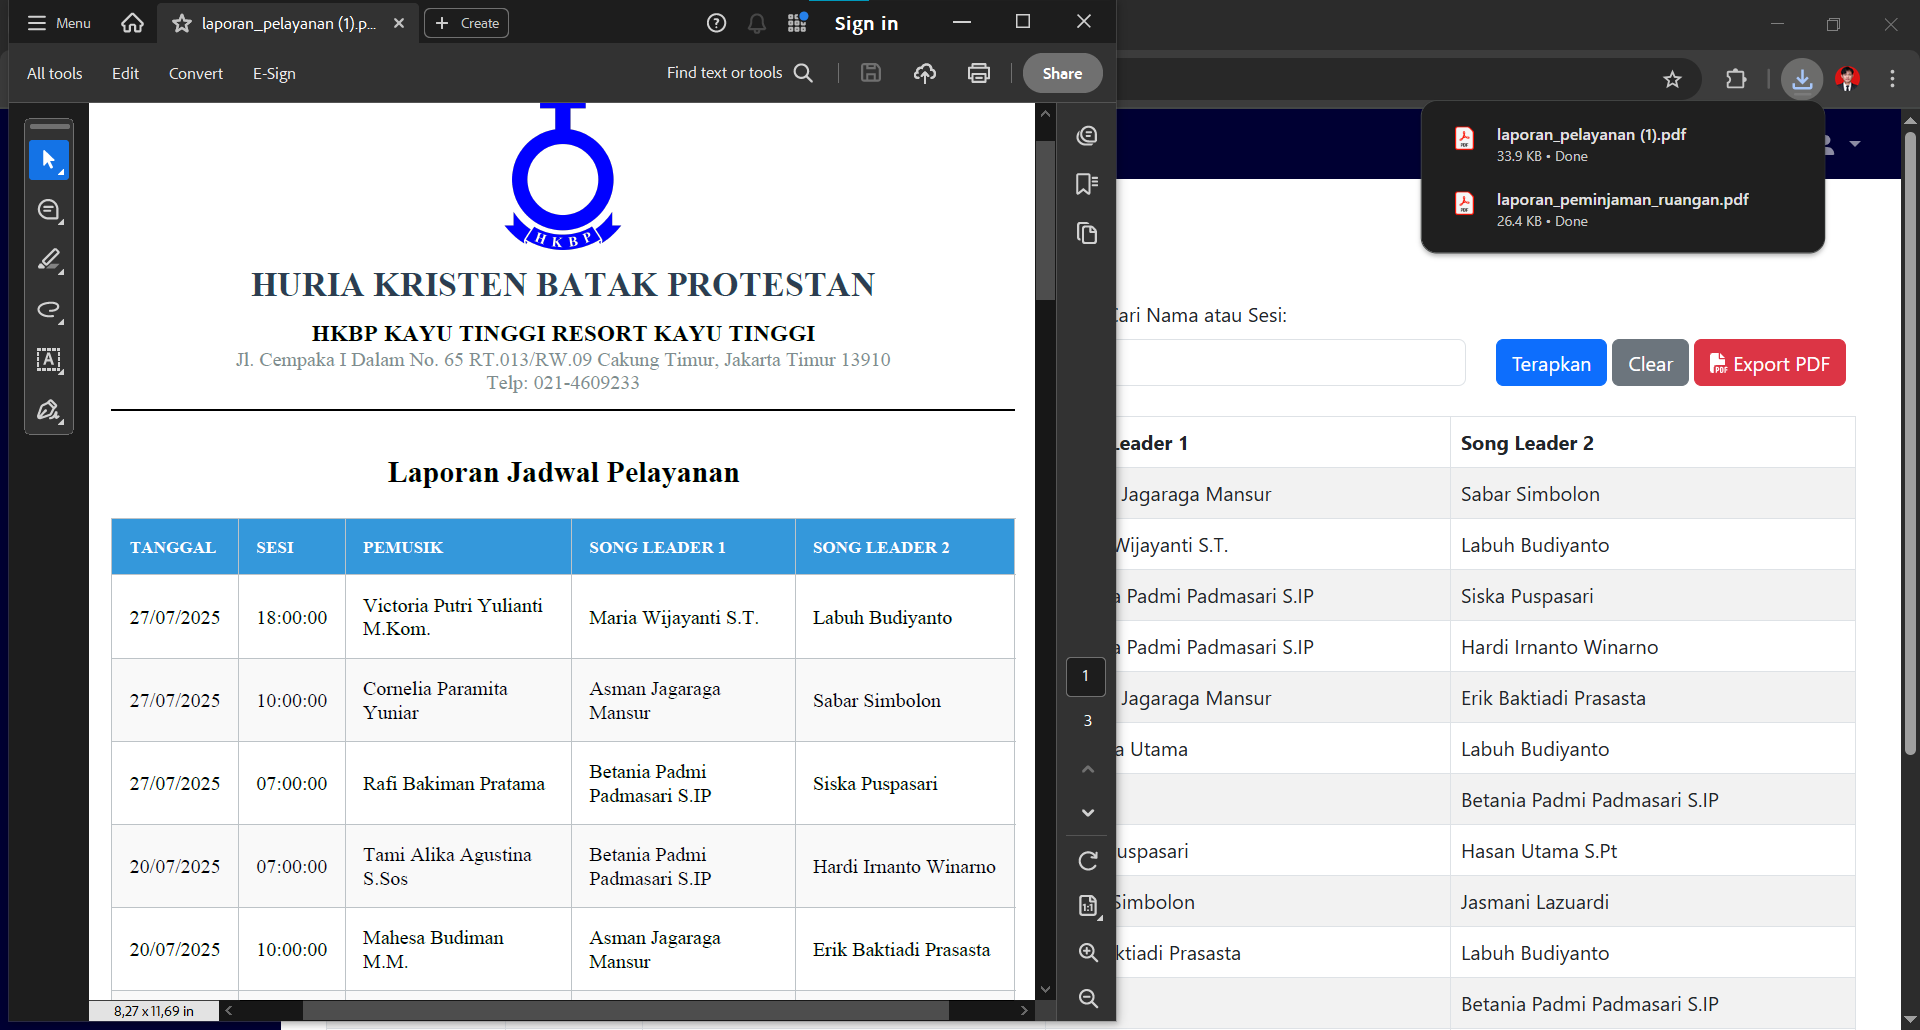 Menu
laporan_pelayanan (1).p...
Create
Sign in
All tools
Edit
Convert
E-Sign
Find text or tools
Share
HKBP
HURIA KRISTEN BATAK PROTESTAN
HKBP KAYU TINGGI RESORT KAYU TINGGI
Jl. Cempaka I Dalam No. 65 RT.013/RW.09 Cakung Timur, Jakarta Timur 13910
Telp: 021-4609233
Laporan Jadwal Pelayanan
TANGGAL SESI PEMUSIK SONG LEADER 1 SONG LEADER 2
27/07/2025 18:00:00 Victoria Putri Yulianti M.Kom. Maria Wijayanti S.T. Labuh Budiyanto
27/07/2025 10:00:00 Cornelia Paramita Yuniar Asman Jagaraga Mansur Sabar Simbolon
27/07/2025 07:00:00 Rafi Bakiman Pratama Betania Padmi Padmasari S.IP Siska Puspasari
20/07/2025 07:00:00 Tami Alika Agustina S.Sos Betania Padmi Padmasari S.IP Hardi Irnanto Winarno
20/07/2025 10:00:00 Mahesa Budiman M.M. Asman Jagaraga Mansur Erik Baktiadi Prasasta
8,27 x 11,69 in
1
3
1:1
laporan_pelayanan (1).pdf
33.9 KB • Done
laporan_peminjaman_ruangan.pdf
26.4 KB • Done
Cari Nama atau Sesi:
Terapkan
Clear
Export PDF
Leader 1 Song Leader 2
Jagaraga Mansur Sabar Simbolon
Wijayanti S.T. Labuh Budiyanto
a Padmi Padmasari S.IP Siska Puspasari
a Padmi Padmasari S.IP Hardi Irnanto Winarno
Jagaraga Mansur Erik Baktiadi Prasasta
a Utama Labuh Budiyanto
Betania Padmi Padmasari S.IP
uspasari Hasan Utama S.Pt
Simbolon Jasmani Lazuardi
ktiadi Prasasta Labuh Budiyanto
Betania Padmi Padmasari S.IP